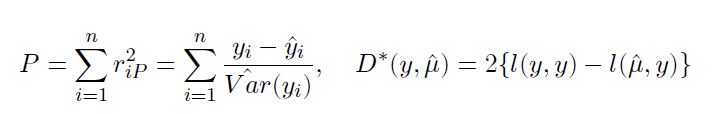 $P = \sum_{i=1}^{n} r_{iP}^{2} = \sum_{i=1}^{n} \frac{y_i - \hat{y}_i}{\hat{Var}(y_i)}, \quad D^{*}(y, \hat{\mu}) = 2\{l(y, y) - l(\hat{\mu}, y)\}$